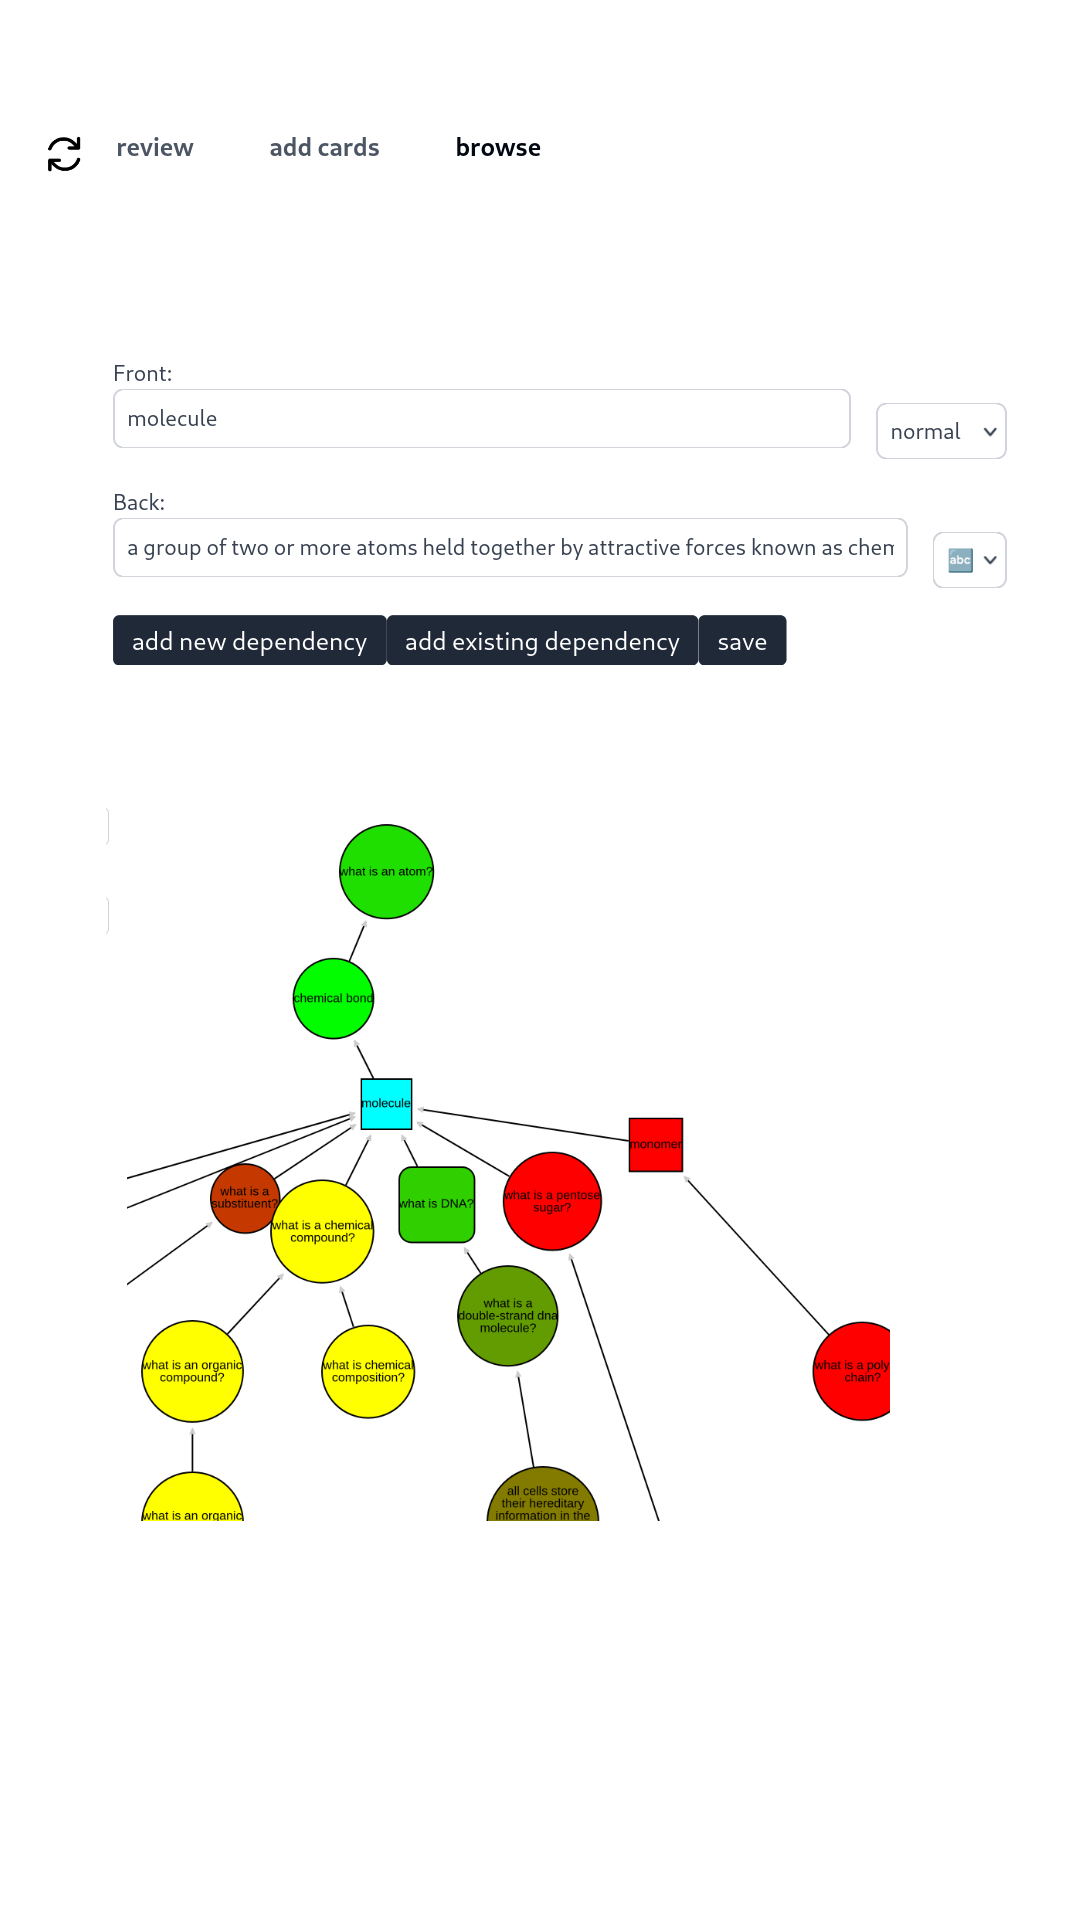 review add cards browse
Front:
molecule
normal
Back:
a group of two or more atoms held together by attractive forces known as chem
abc
add new dependency add existing dependency save
what is an atom?
chemical bond
molecule
monomer
what is a
substituent?
what is a chemical
compound?
what is DNA?
what is a pentose
sugar?
what is a
double-strand dna
molecule?
what is an organic
compound?
what is chemical
composition?
what is a poly
chain?
all cells store
their hereditary
information in the
what is an organic